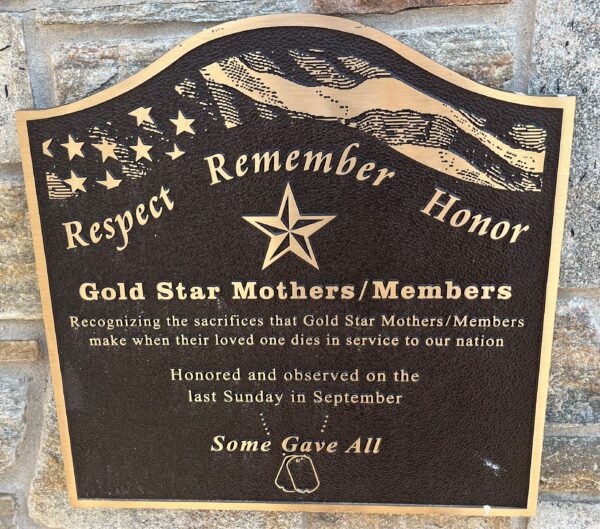 Respect Remember Honor
Gold Star Mothers/Members
Recognizing the sacrifices that Gold Star Mothers/Members
make when their loved one dies in service to our nation
Honored and observed on the
last Sunday in September
Some Gave All